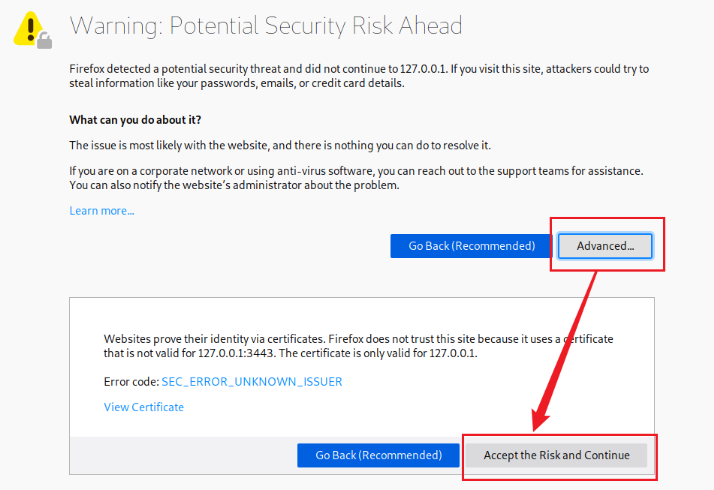 Warning: Potential Security Risk Ahead
Firefox detected a potential security threat and did not continue to 127.0.0.1. If you visit this site, attackers could try to
steal information like your passwords, emails, or credit card details.
What can you do about it?
The issue is most likely with the website, and there is nothing you can do to resolve it.
If you are on a corporate network or using anti-virus software, you can reach out to the support teams for assistance.
You can also notify the website's administrator about the problem.
Learn more...
Go Back (Recommended)
Advanced...
Websites prove their identity via certificates. Firefox does not trust this site because it uses a certificate
that is not valid for 127.0.0.1:3443. The certificate is only valid for 127.0.0.1.
Error code: SEC_ERROR_UNKNOWN_ISSUER
View Certificate
Go Back (Recommended)
Accept the Risk and Continue